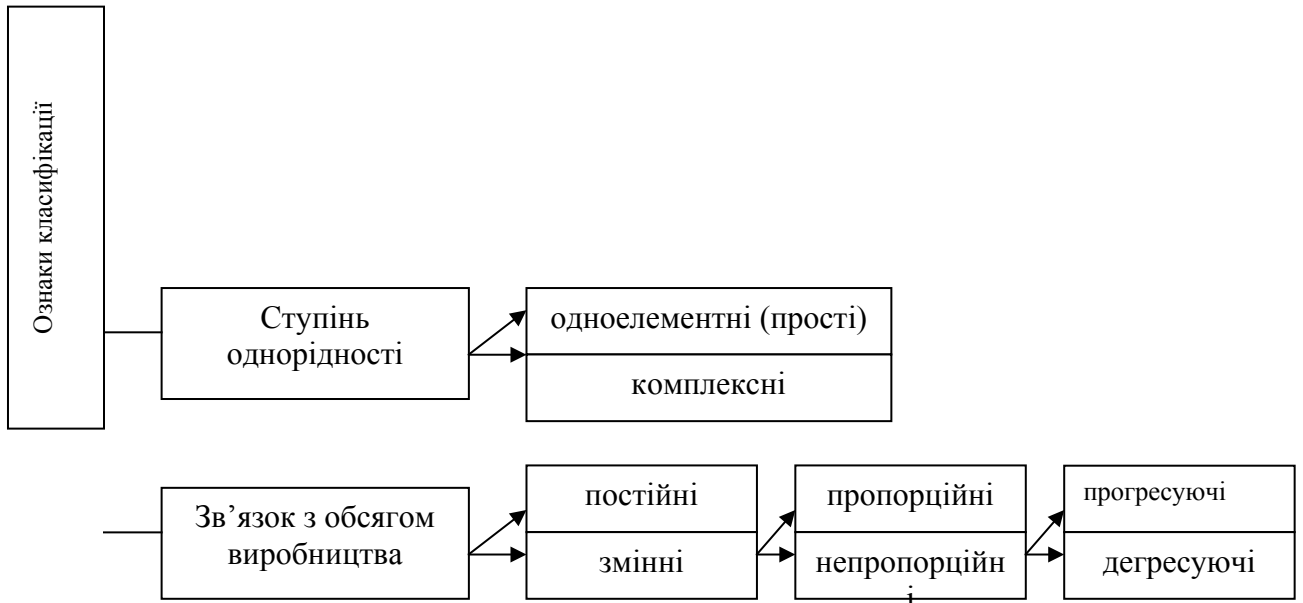 Ознаки класифікації
Ступінь
однорідності
одноелементні (прості)
комплексні
Зв’язок з обсягом
виробництва
постійні
змінні
пропорційні
непропорційн
і
прогресуючі
дегресуючі